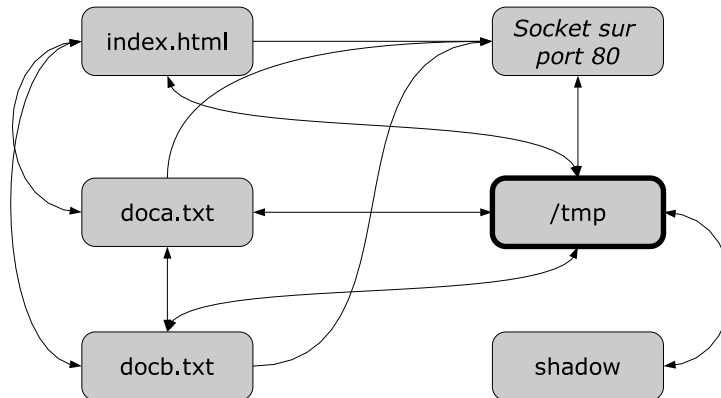 index.html
Socket sur
port 80
doca.txt
/tmp
docb.txt
shadow